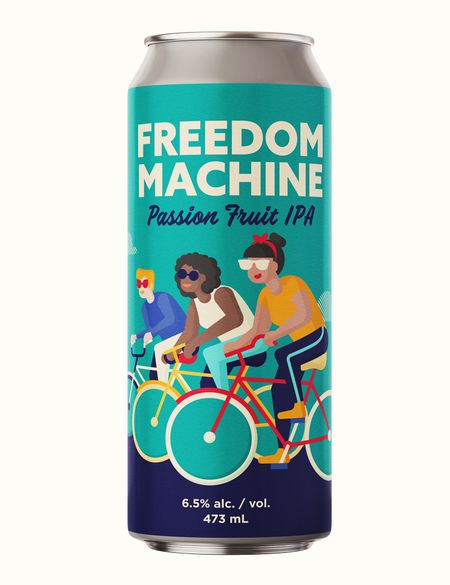 FREEDOM
MACHINE
Passion Fruit IPA
6.5% alc. / vol.
473 mL